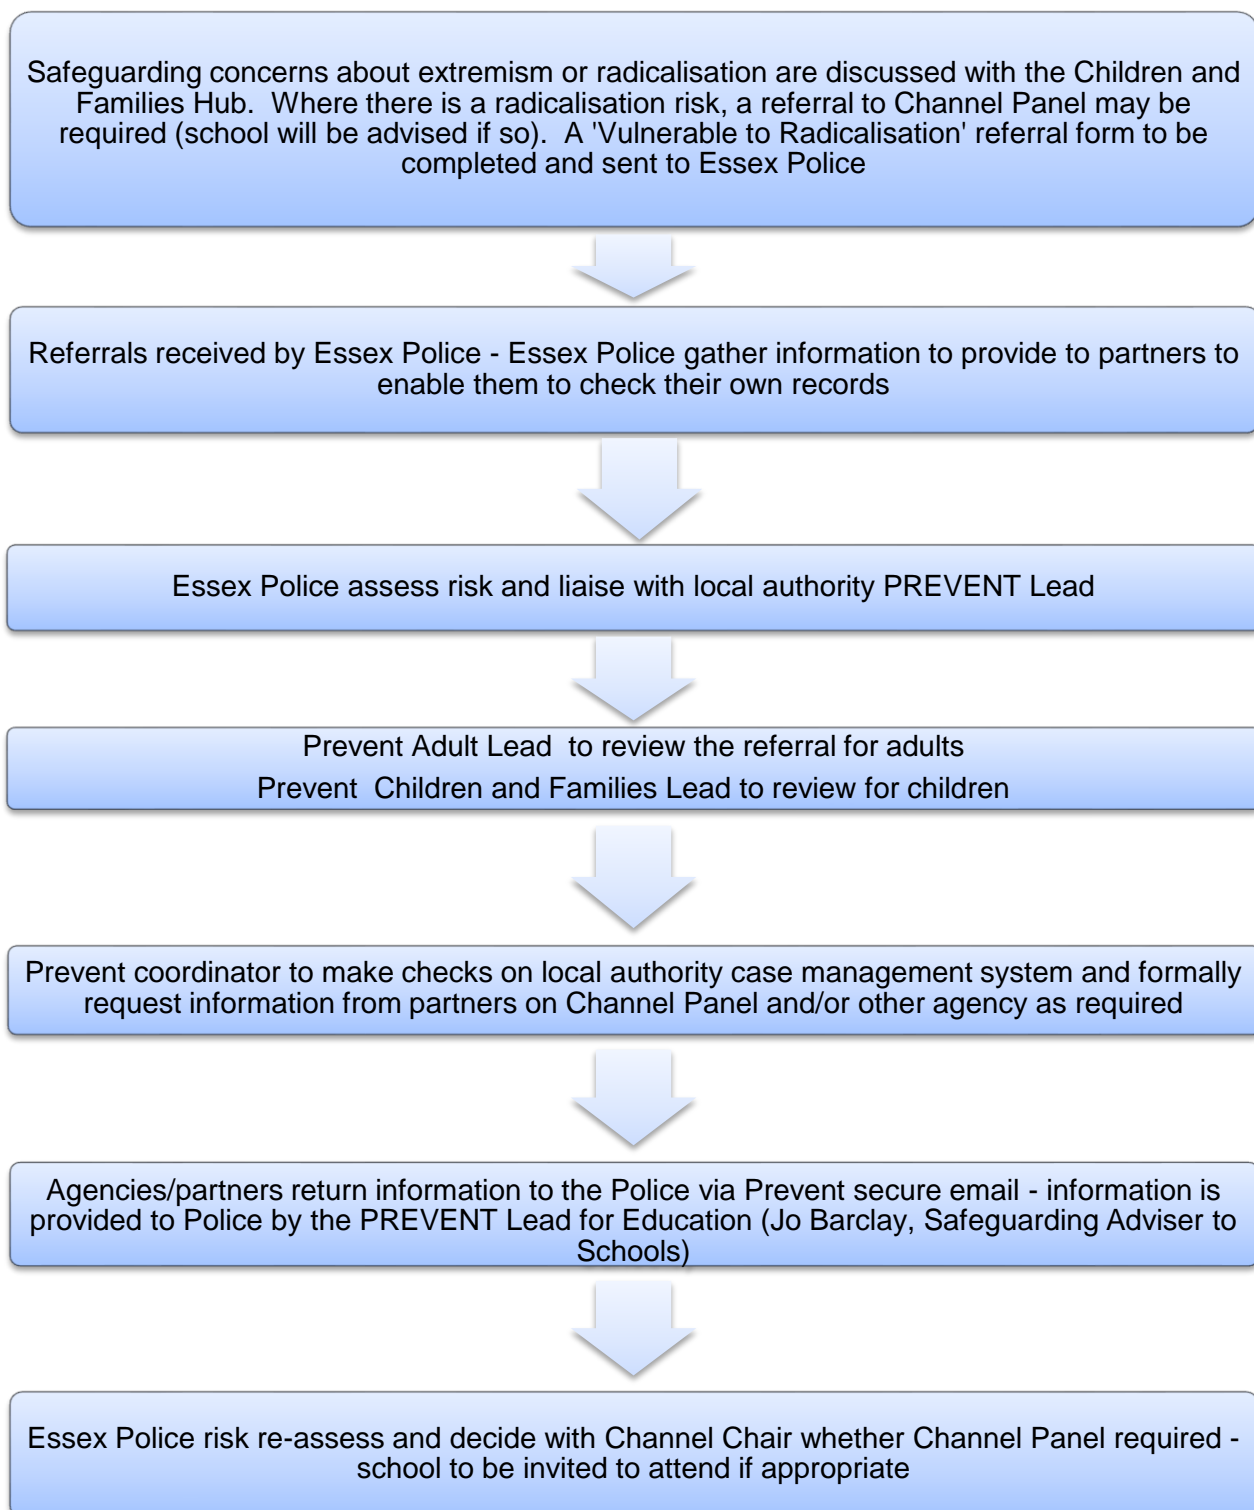 Safeguarding concerns about extremism or radicalisation are discussed with the Children and
Families Hub.  Where there is a radicalisation risk, a referral to Channel Panel may be
required (school will be advised if so).  A 'Vulnerable to Radicalisation' referral form to be
completed and sent to Essex Police
Referrals received by Essex Police - Essex Police gather information to provide to partners to
enable them to check their own records
Essex Police assess risk and liaise with local authority PREVENT Lead
Prevent Adult Lead  to review the referral for adults
Prevent  Children and Families Lead to review for children
Prevent coordinator to make checks on local authority case management system and formally
request information from partners on Channel Panel and/or other agency as required
Agencies/partners return information to the Police via Prevent secure email - information is
provided to Police by the PREVENT Lead for Education (Jo Barclay, Safeguarding Adviser to
Schools)
Essex Police risk re-assess and decide with Channel Chair whether Channel Panel required -
school to be invited to attend if appropriate